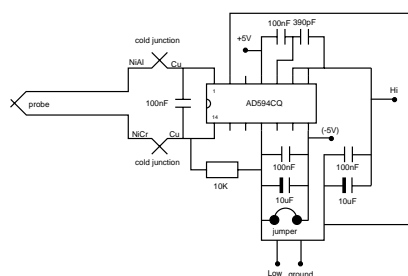 100nF 390pF
cold junction
+5V
NiAl
Cu
1
100nF
AD594CQ
Hi
probe
14
(-5V)
NiCr
Cu
cold junction
100nF
100nF
10K
10uF
10uF
jumper
Low ground